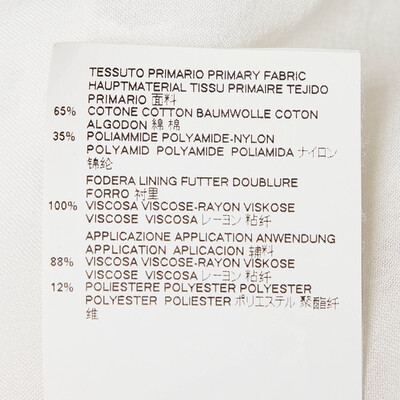 TESSUTO PRIMARIO PRIMARY FABRIC
HAUPTMATERIAL TISSU PRIMAIRE TEJIDO
PRIMARIO 面料
65% COTONE COTTON BAUMWOLLE COTON
ALGODON 綿 棉
35% POLIAMMIDE POLYAMIDE-NYLON
POLYAMID POLYAMIDE POLIAMIDA ナイロン
锦纶
FODERA LINING FUTTER DOUBLURE
FORRO 衬里
100% VISCOSA VISCOSE-RAYON VISKOSE
VISCOSE VISCOSA レーヨン 粘纤
APPLICAZIONE APPLICATION ANWENDUNG
APPLICATION APLICACION 辅料
88% VISCOSA VISCOSE-RAYON VISKOSE
VISCOSE VISCOSA レーヨン 粘纤
12% POLIESTERE POLYESTER POLYESTER
POLYESTER POLIESTER ポリエステル 聚酯纤
维